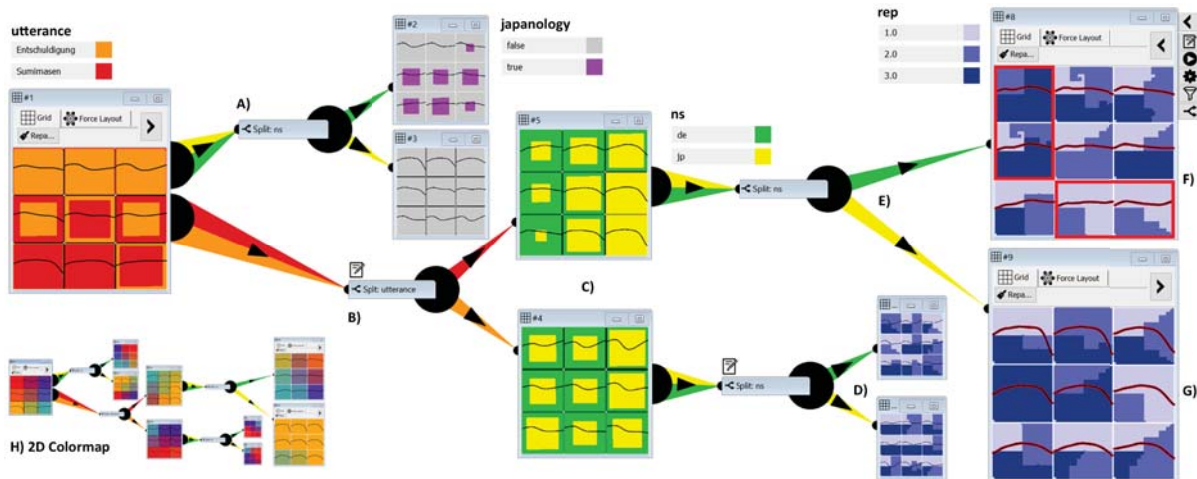 utterance
Entschuldigung
Sumimasen
#1
Grid
Force Layout
Repa...
A)
Split: ns
#2
#3
japanology
false
true
B)
Split: utterance
#5
C)
#4
ns
de
jp
Split: ns
E)
Split: ns
D)
...
...
rep
1.0
2.0
3.0
#8
Grid
Force Layout
Repa...
F)
#9
Grid
Force Layout
Repa...
G)
H) 2D Colormap